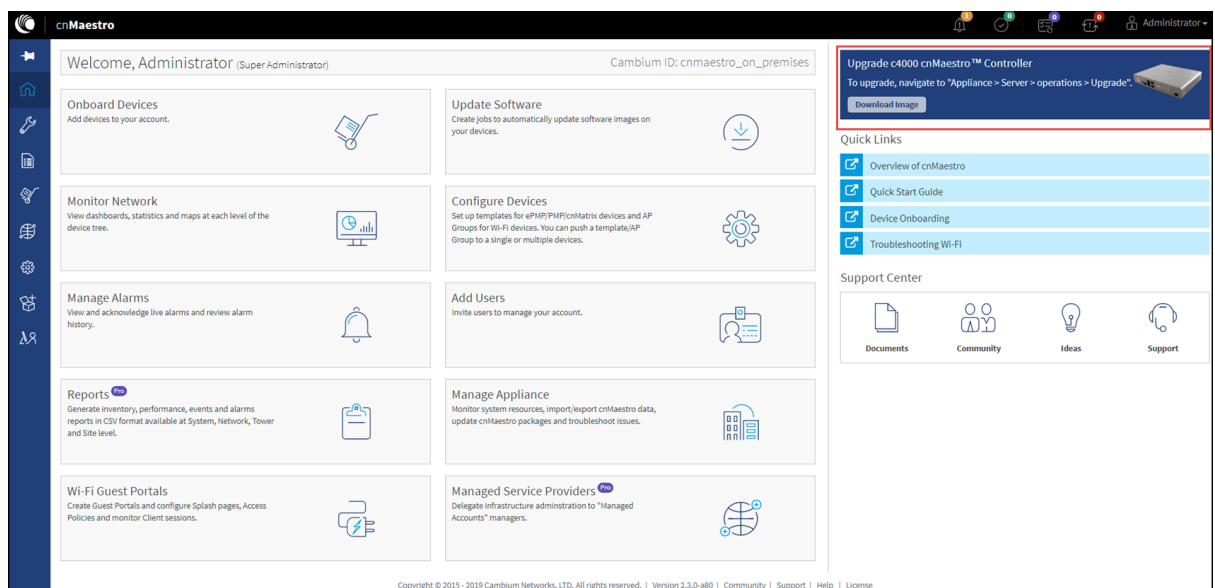 cnMaestro
1
0
0
0
Administrator
Welcome, Administrator (Super Administrator)
Cambium ID: cnmaestro_on_premises
Onboard Devices
Add devices to your account.
Update Software
Create jobs to automatically update software images on
your devices.
Monitor Network
View dashboards, statistics and maps at each level of the
device tree.
Configure Devices
Set up templates for ePMP/PMP/cnMatrix devices and AP
Groups for Wi-Fi devices. You can push a template/AP
Group to a single or multiple devices.
Manage Alarms
View and acknowledge live alarms and review alarm
history.
Add Users
Invite users to manage your account.
Reports Pro
Generate inventory, performance, events and alarms
reports in CSV format available at System, Network, Tower
and Site level.
Manage Appliance
Monitor system resources, import/export cnMaestro data,
update cnMaestro packages and troubleshoot issues.
Wi-Fi Guest Portals
Create Guest Portals and configure Splash pages, Access
Policies and monitor Client sessions.
Managed Service Providers Pro
Delegate infrastructure adminstration to "Managed
Accounts" managers.
Upgrade c4000 cnMaestro™ Controller
To upgrade, navigate to "Appliance > Server > operations > Upgrade".
Download Image
Quick Links
Overview of cnMaestro
Quick Start Guide
Device Onboarding
Troubleshooting Wi-Fi
Support Center
Documents
Community
Ideas
Support
Copyright © 2015 - 2019 Cambium Networks, LTD. All rights reserved. | Version 2.3.0-a80 | Community | Support | Help | License